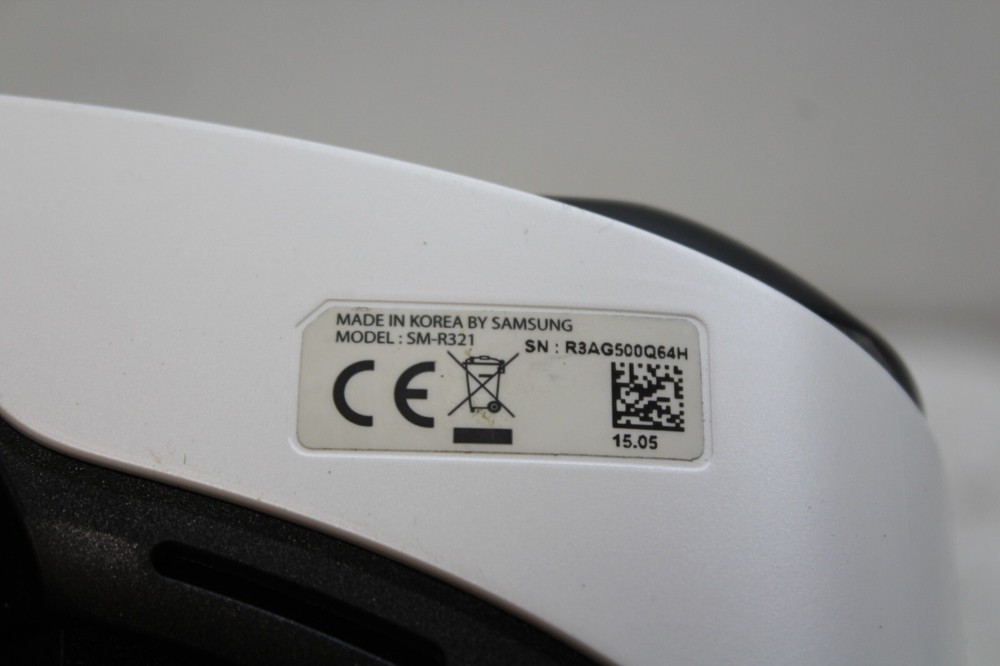 MADE IN KOREA BY SAMSUNG
MODEL : SM-R321
SN : R3AG500Q64H
CE
15.05